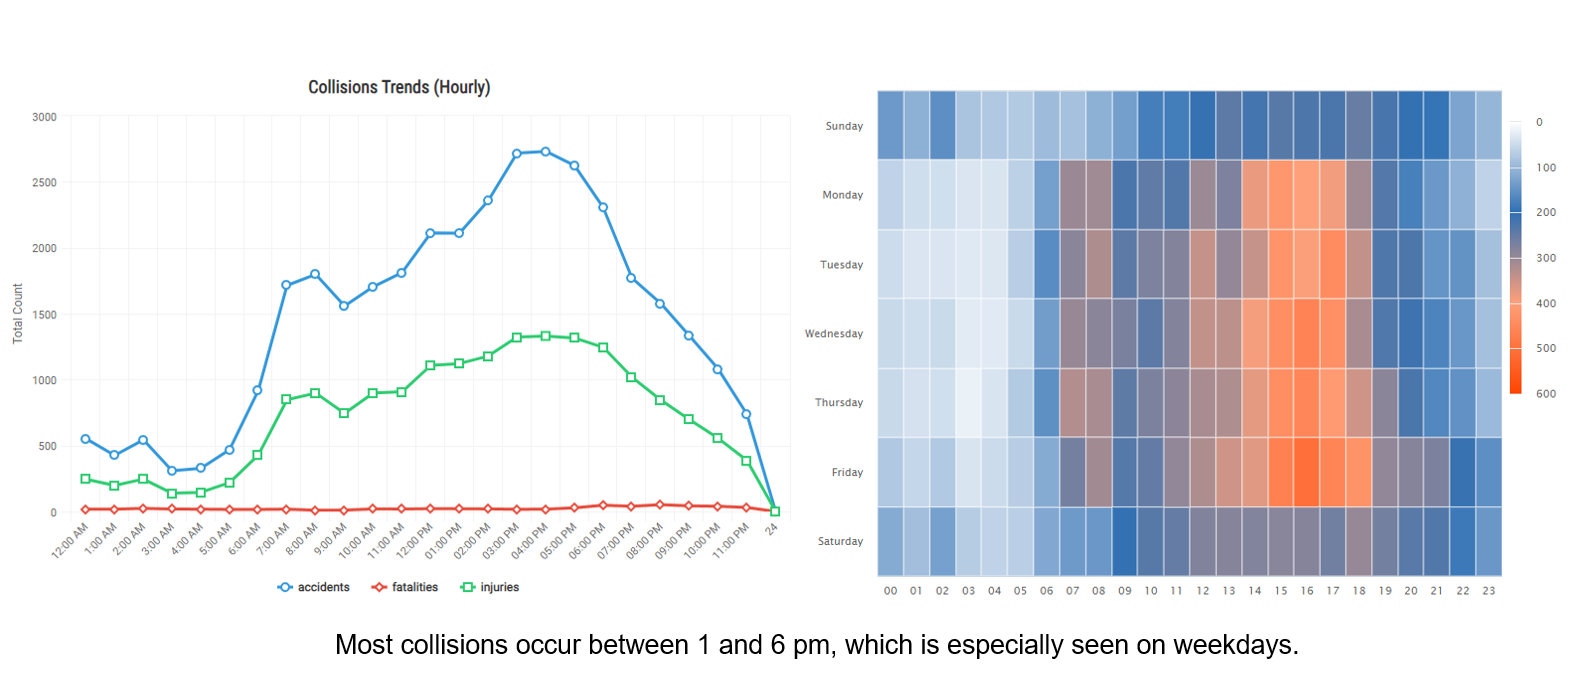 Collisions Trends (Hourly)
Total Count
3000
2500
2000
1500
1000
500
0
12:00 AM
1:00 AM
2:00 AM
3:00 AM
4:00 AM
5:00 AM
6:00 AM
7:00 AM
8:00 AM
9:00 AM
10:00 AM
11:00 AM
12:00 PM
01:00 PM
02:00 PM
03:00 PM
04:00 PM
05:00 PM
06:00 PM
07:00 PM
08:00 PM
09:00 PM
10:00 PM
11:00 PM
24
accidents fatalities injuries
Sunday
Monday
Tuesday
Wednesday
Thursday
Friday
Saturday
00 01 02 03 04 05 06 07 08 09 10 11 12 13 14 15 16 17 18 19 20 21 22 23
0
100
200
300
400
500
600
Most collisions occur between 1 and 6 pm, which is especially seen on weekdays.